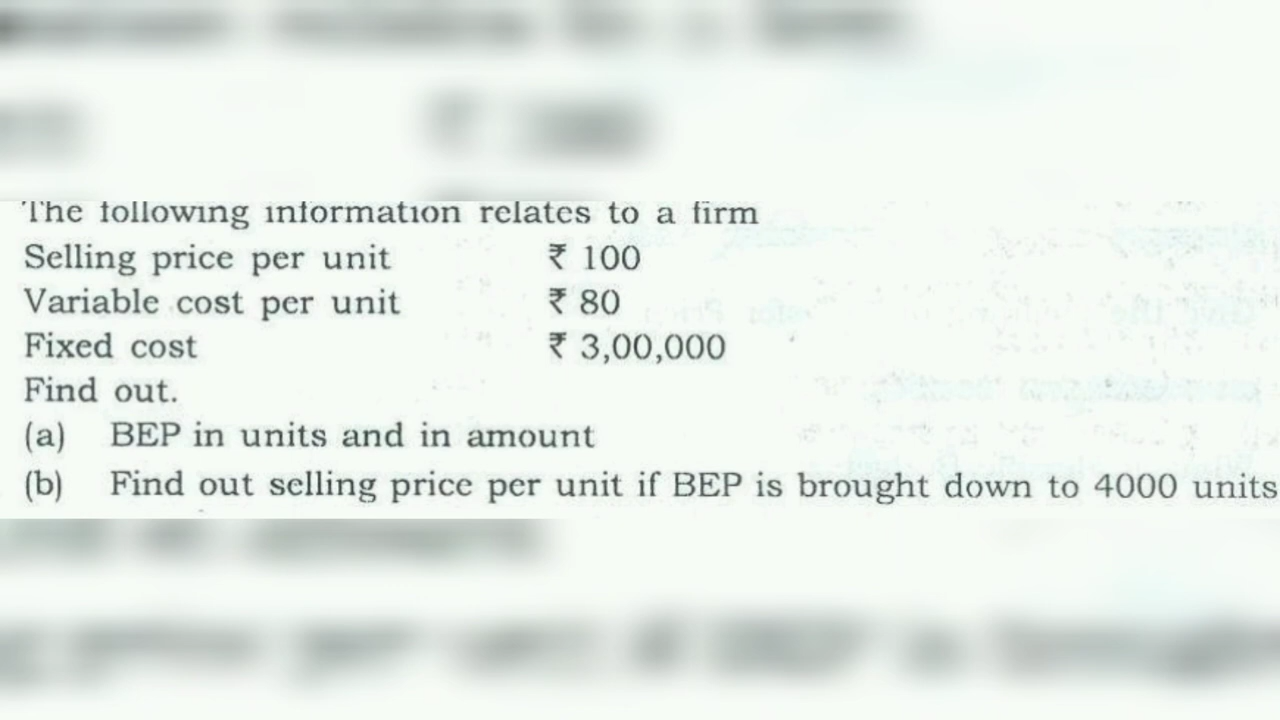 The following information relates to a firm
Selling price per unit ₹ 100
Variable cost per unit ₹ 80
Fixed cost ₹ 3,00,000
Find out.
(a) BEP in units and in amount
(b) Find out selling price per unit if BEP is brought down to 4000 units